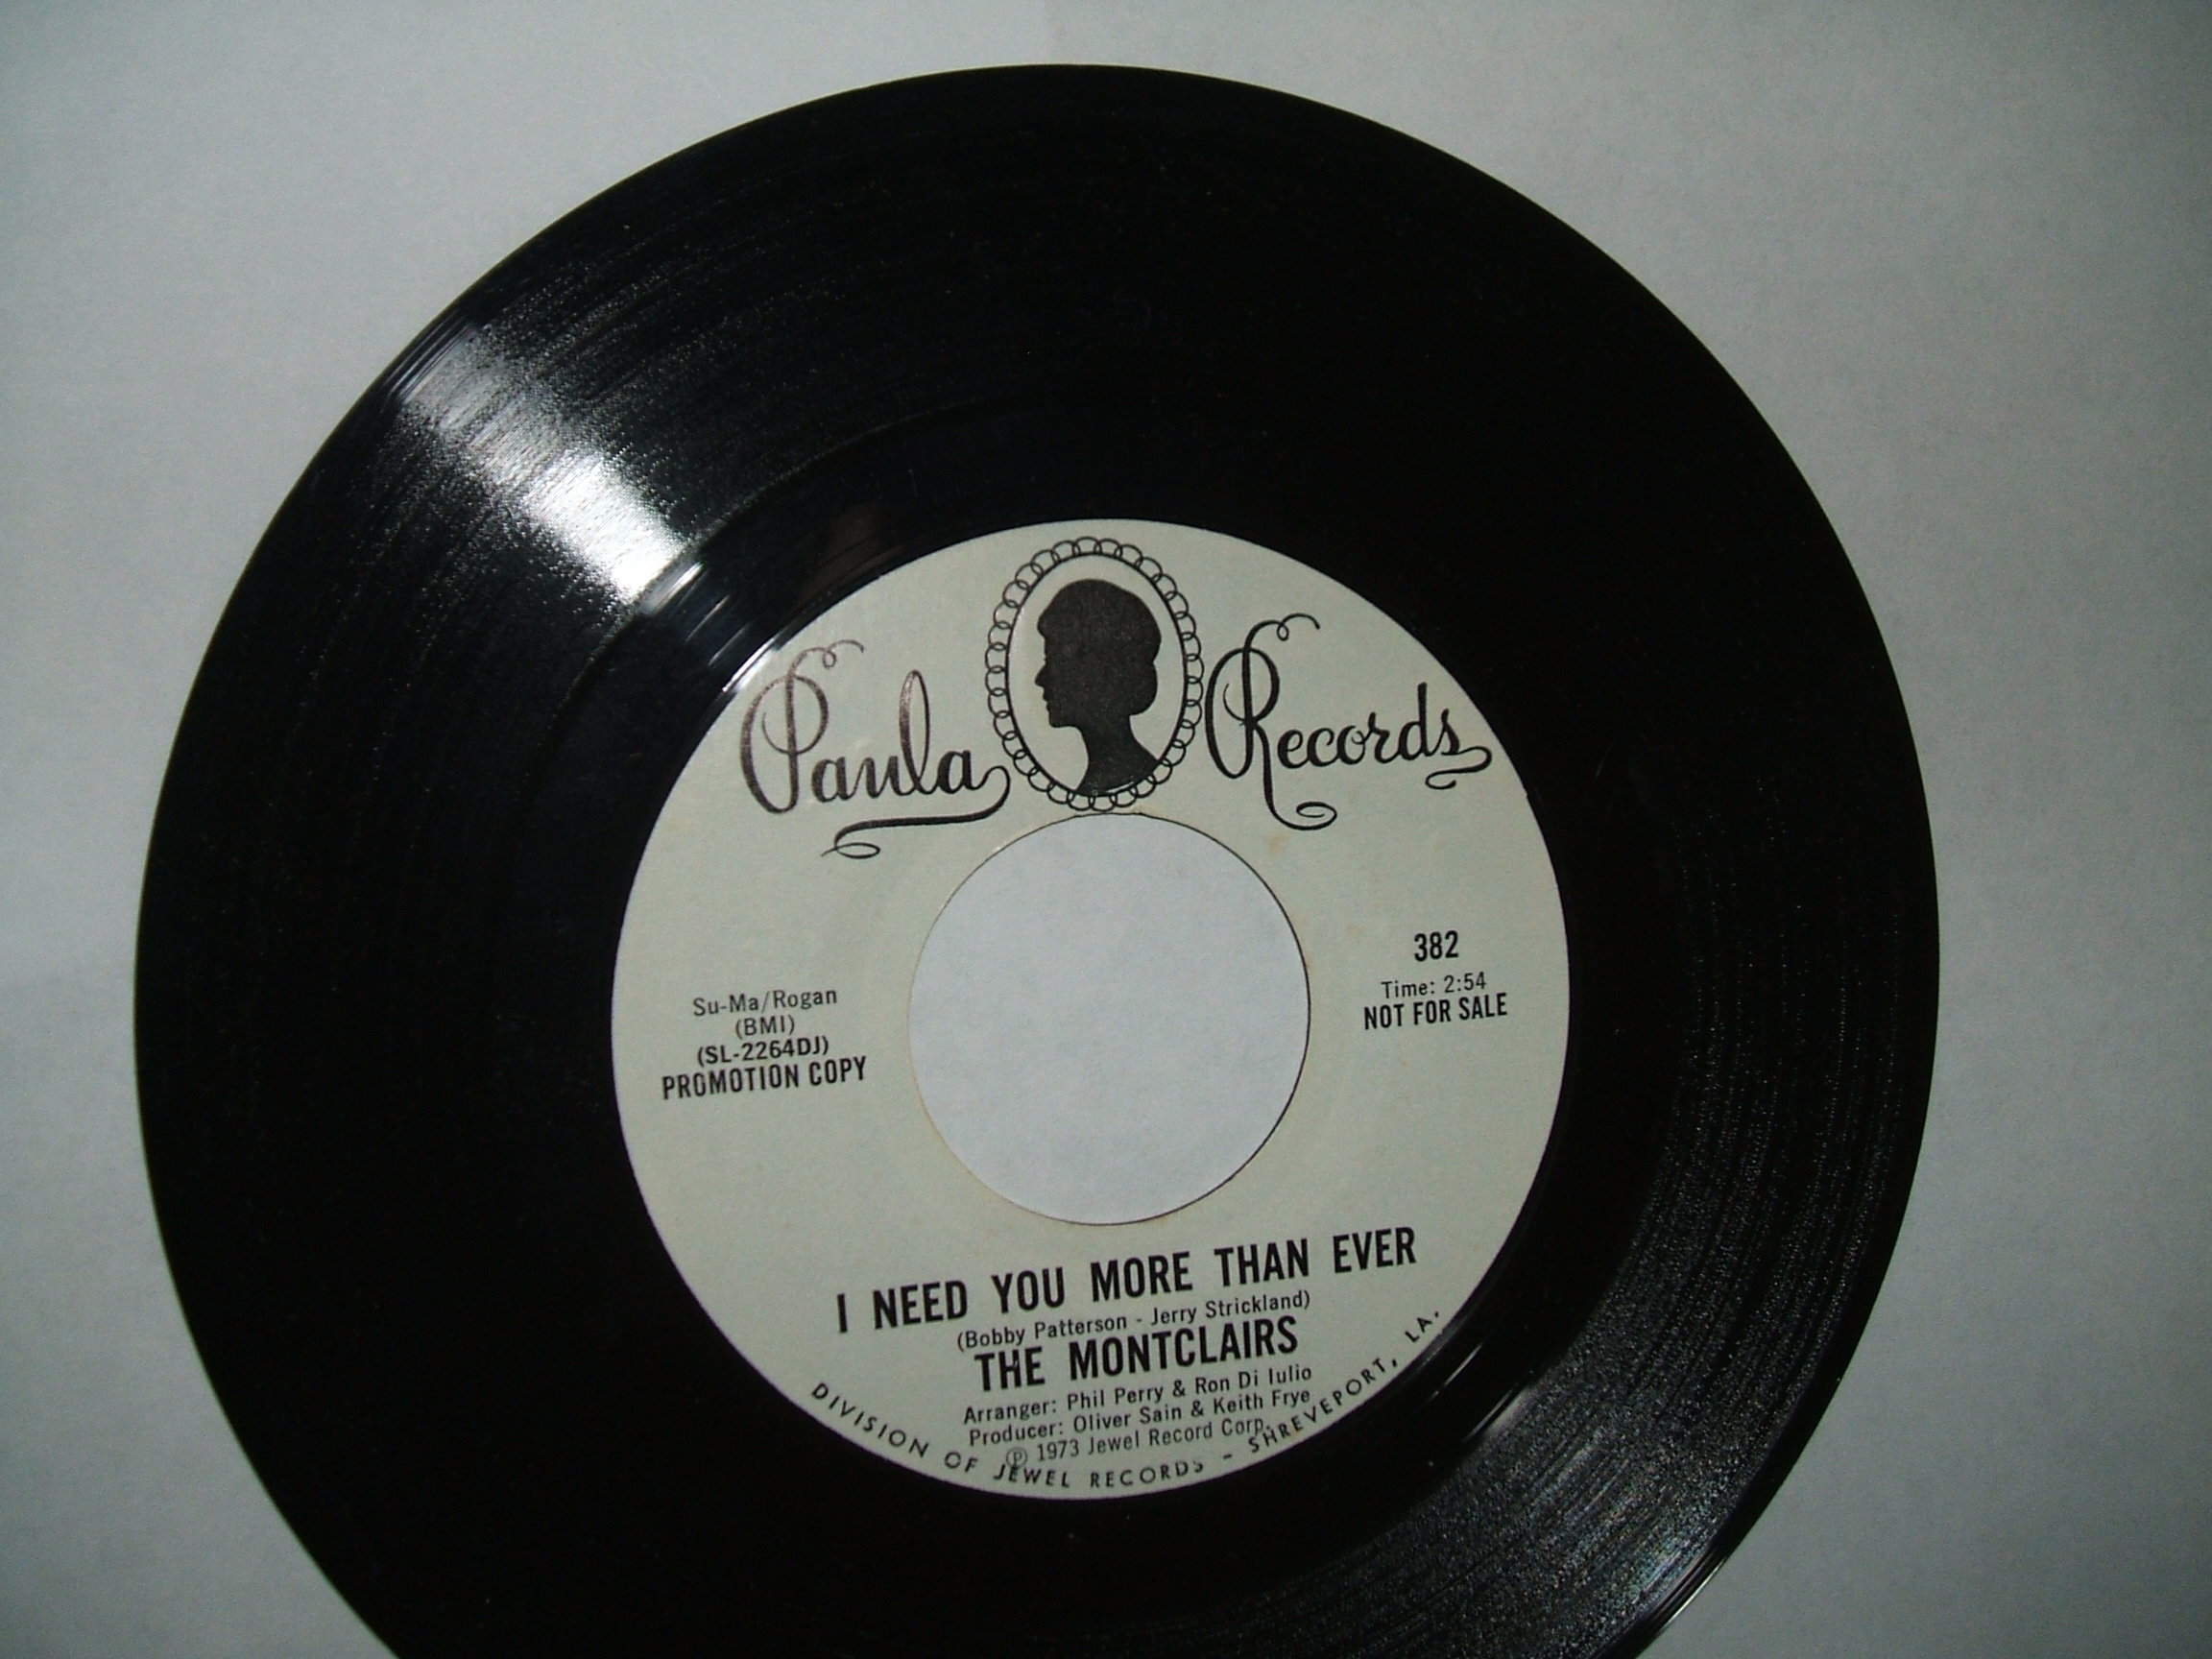 Paula Records
382
Time: 2:54
NOT FOR SALE
Su-Ma/Rogan
(BMI)
(SL-2264DJ)
PROMOTION COPY
I NEED YOU MORE THAN EVER
(Bobby Patterson - Jerry Strickland)
THE MONTCLAIRS
Arranger: Phil Perry & Ron Di Iulio
Producer: Oliver Sain & Keith Frye
℗ 1973 Jewel Record Corp.
DIVISION OF JEWEL RECORDS - SHREVEPORT, LA.